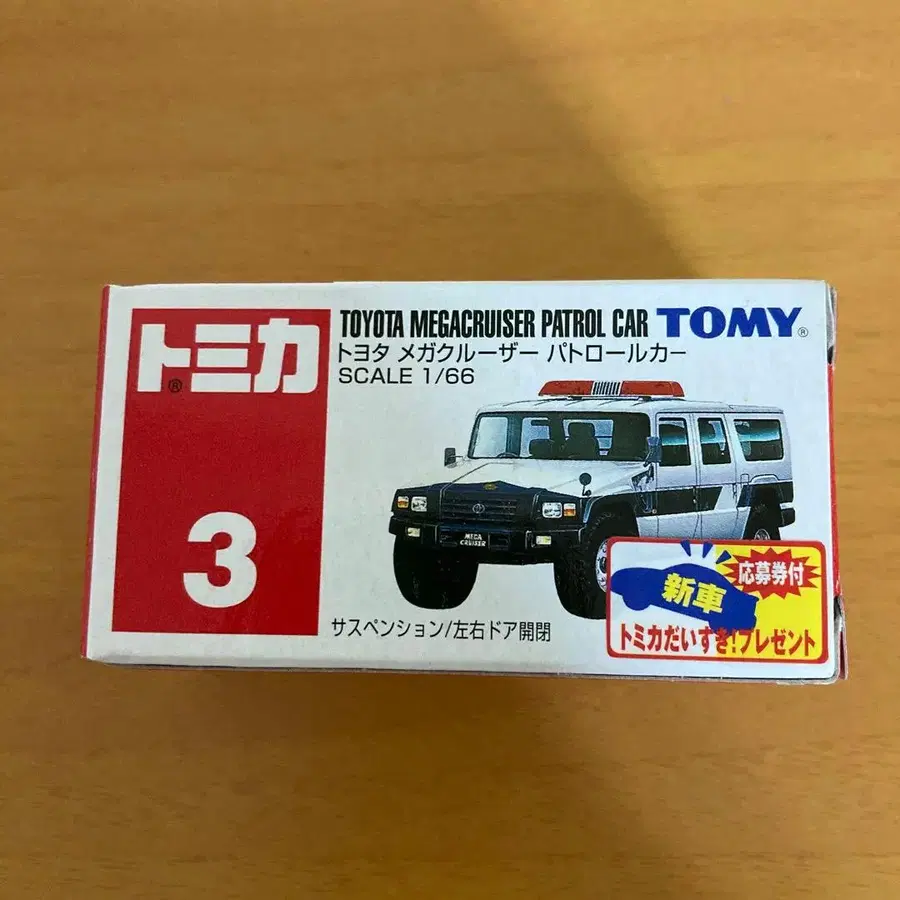 トミカ®
3
TOYOTA MEGACRUISER PATROL CAR TOMY®
トヨタ メガクルーザー パトロールカー
SCALE 1/66
MEGA
CRUISER
サスペンション/左右ドア開閉
新車
応募券付
トミカだいすき!プレゼント